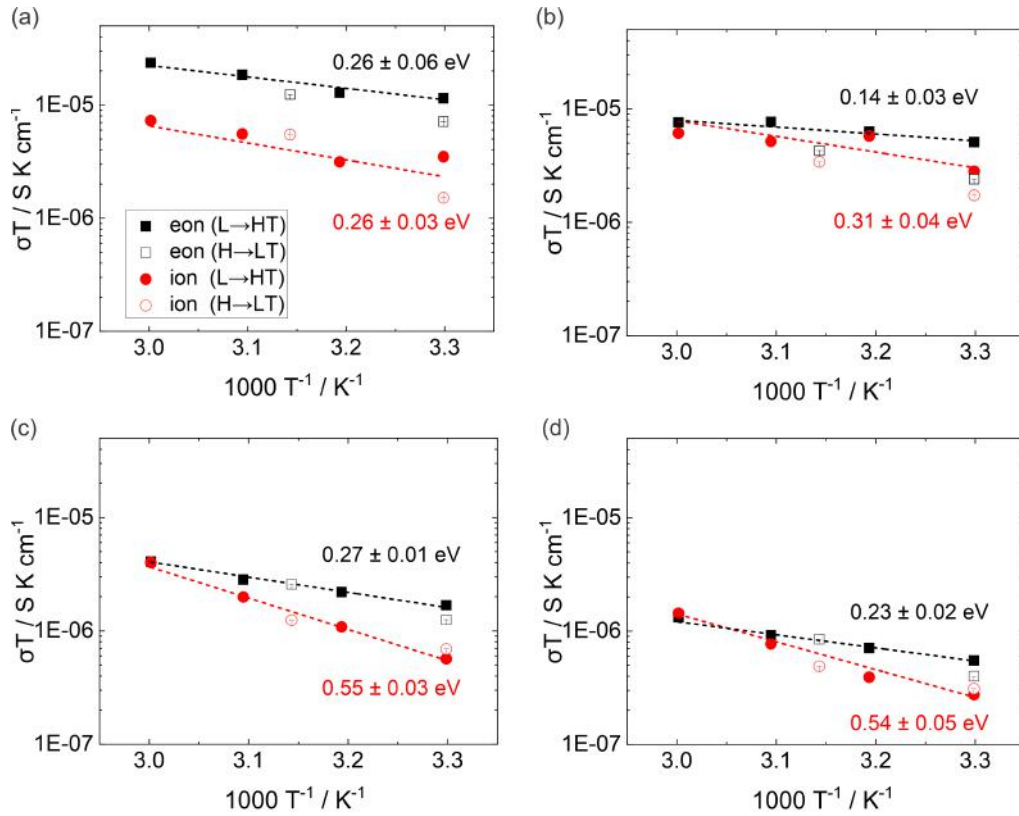 (a)
0.26 ± 0.06 eV
1E-05
1E-06
1E-07
σT / S K cm⁻¹
eon (L→HT)
eon (H→LT)
ion (L→HT)
ion (H→LT)
0.26 ± 0.03 eV
3.0 3.1 3.2 3.3
1000 T⁻¹ / K⁻¹
(b)
0.14 ± 0.03 eV
1E-05
1E-06
1E-07
σT / S K cm⁻¹
0.31 ± 0.04 eV
3.0 3.1 3.2 3.3
1000 T⁻¹ / K⁻¹
(c)
1E-05
1E-06
1E-07
σT / S K cm⁻¹
0.27 ± 0.01 eV
0.55 ± 0.03 eV
3.0 3.1 3.2 3.3
1000 T⁻¹ / K⁻¹
(d)
1E-05
1E-06
1E-07
σT / S K cm⁻¹
0.23 ± 0.02 eV
0.54 ± 0.05 eV
3.0 3.1 3.2 3.3
1000 T⁻¹ / K⁻¹